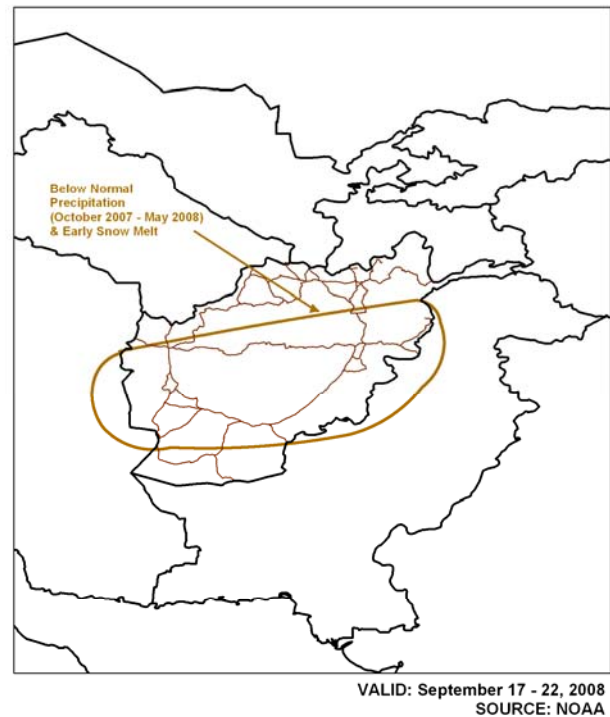 Below Normal
Precipitation
(October 2007 - May 2008)
& Early Snow Melt
VALID: September 17 - 22, 2008
SOURCE: NOAA